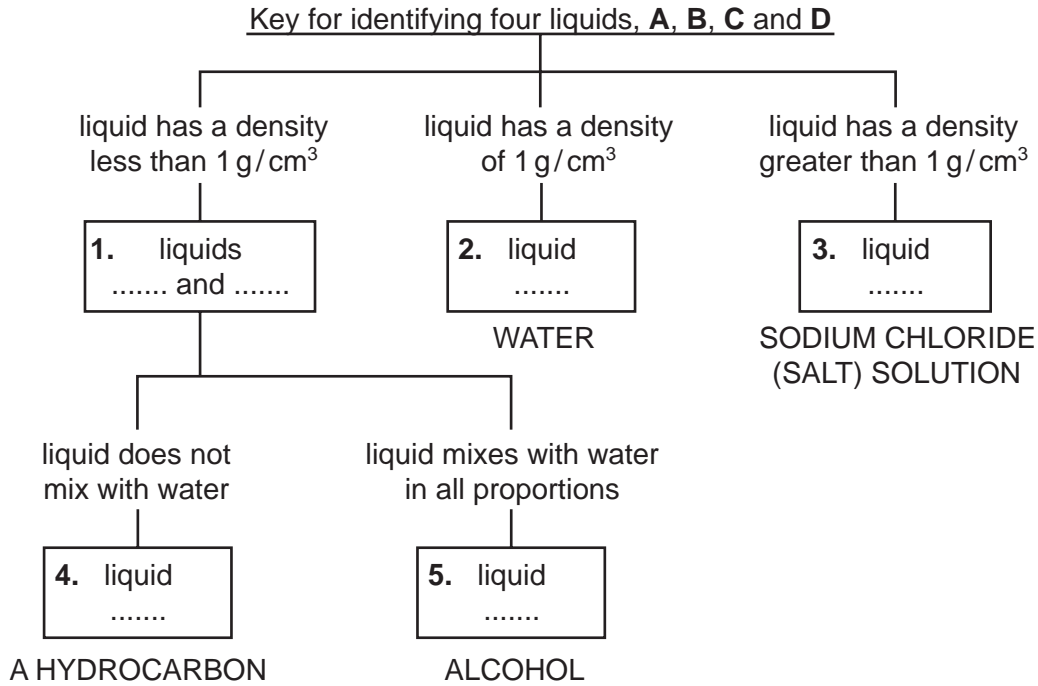 Key for identifying four liquids, A, B, C and D
liquid has a density
less than 1 g / cm³
liquid has a density
of 1 g / cm³
liquid has a density
greater than 1 g / cm³
1. liquids
....... and .......
2. liquid
.......
WATER
3. liquid
.......
SODIUM CHLORIDE
(SALT) SOLUTION
liquid does not
mix with water
liquid mixes with water
in all proportions
4. liquid
.......
A HYDROCARBON
5. liquid
.......
ALCOHOL